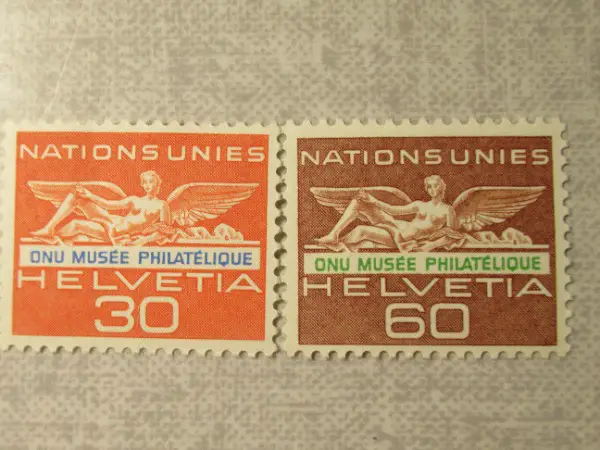 NATIONS UNIES
ONU MUSÉE PHILATÉLIQUE
HELVETIA
30
NATIONS UNIES
ONU MUSÉE PHILATÉLIQUE
HELVETIA
60